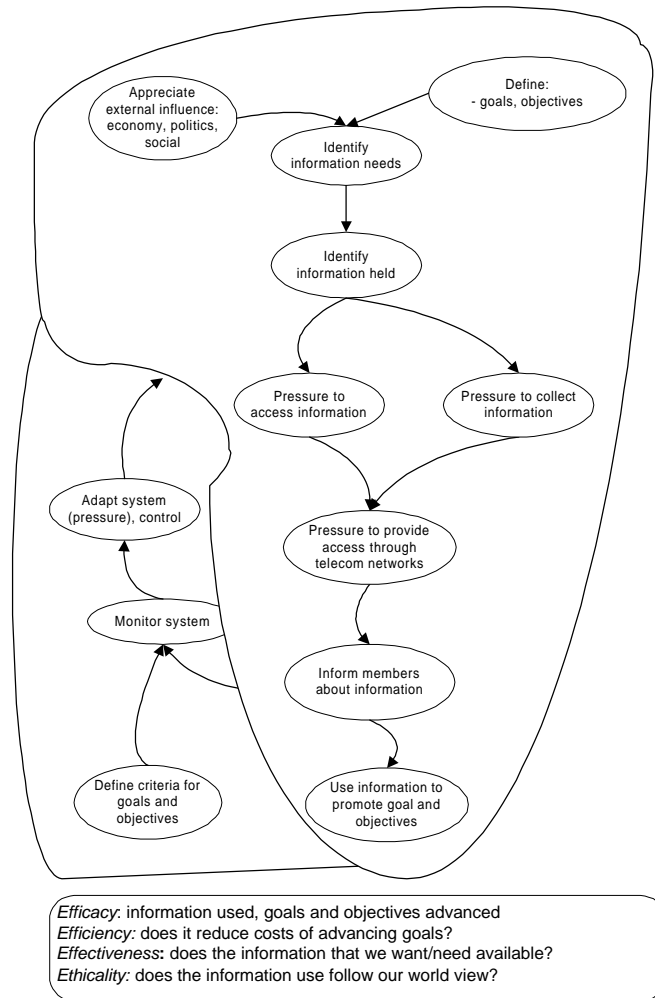 Appreciate
external influence:
economy, politics,
social
Define:
- goals, objectives
Identify
information needs
Identify
information held
Pressure to
access information
Pressure to collect
information
Adapt system
(pressure), control
Pressure to provide
access through
telecom networks
Monitor system
Inform members
about information
Define criteria for
goals and
objectives
Use information to
promote goal and
objectives
Efficacy: information used, goals and objectives advanced
Efficiency: does it reduce costs of advancing goals?
Effectiveness: does the information that we want/need available?
Ethicality: does the information use follow our world view?